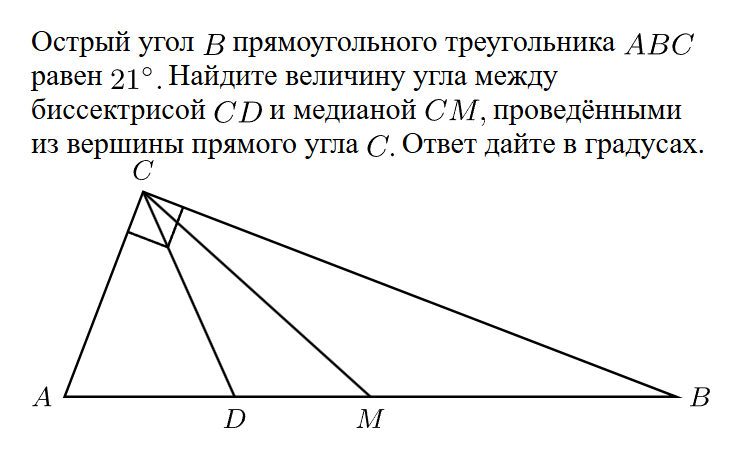 Острый угол B прямоугольного треугольника ABC
равен 21°. Найдите величину угла между
биссектрисой CD и медианой CM, проведёнными
из вершины прямого угла C. Ответ дайте в градусах.
C
A
B
D
M